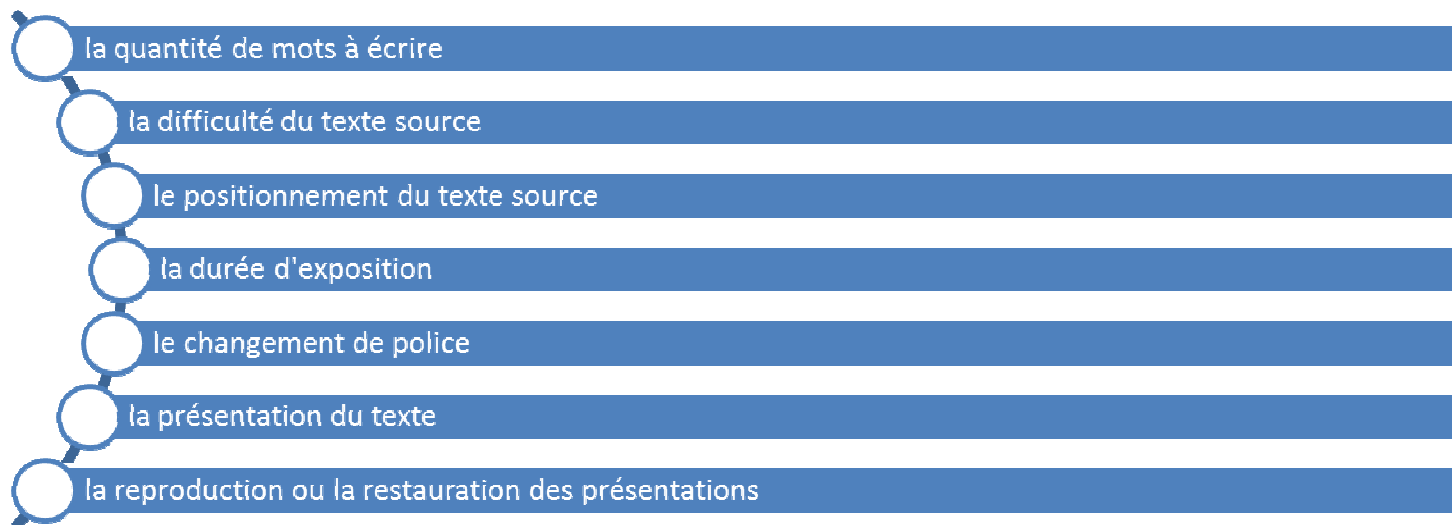 la quantité de mots à écrire
la difficulté du texte source
le positionnement du texte source
la durée d'exposition
le changement de police
la présentation du texte
la reproduction ou la restauration des présentations